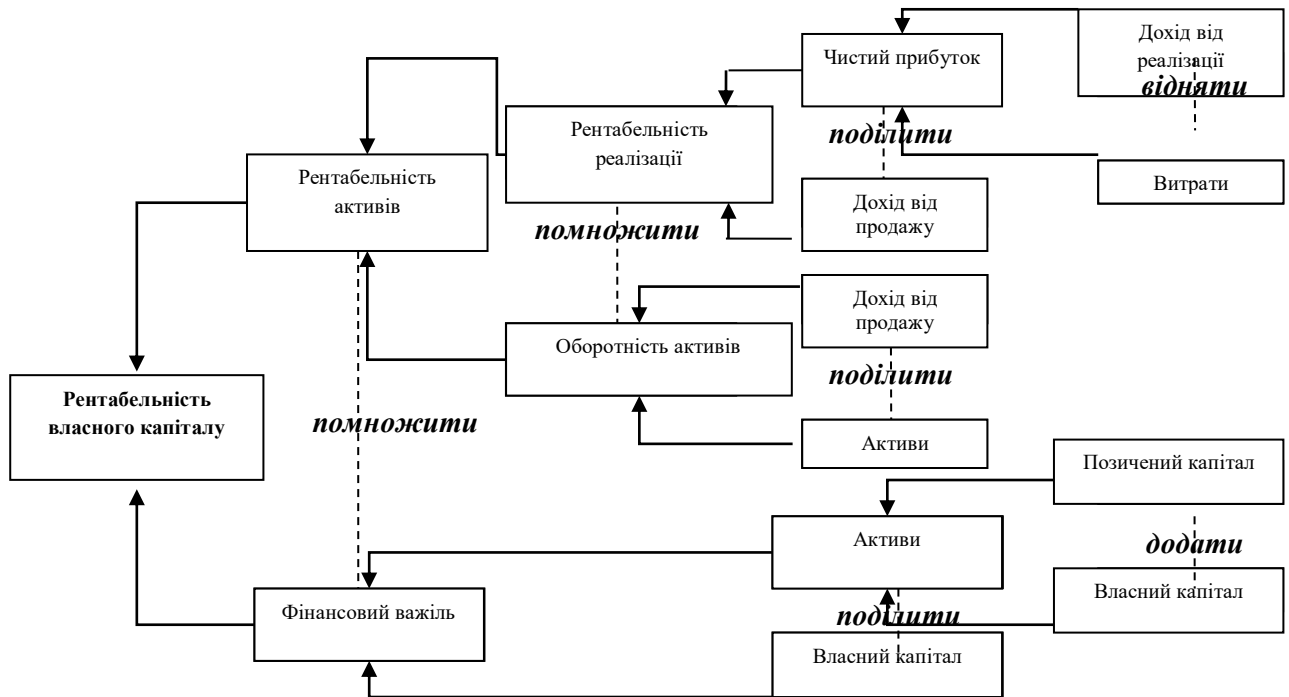 Дохід від
реалізації
відняти
Чистий прибуток
поділити
Витрати
Рентабельність
реалізації
Рентабельність
активів
Дохід від
продажу
помножити
Дохід від
продажу
Оборотність активів
поділити
Рентабельність
власного капіталу
помножити
Активи
Позичений капітал
Активи
додати
Власний капітал
Фінансовий важіль
поділити
Власний капітал